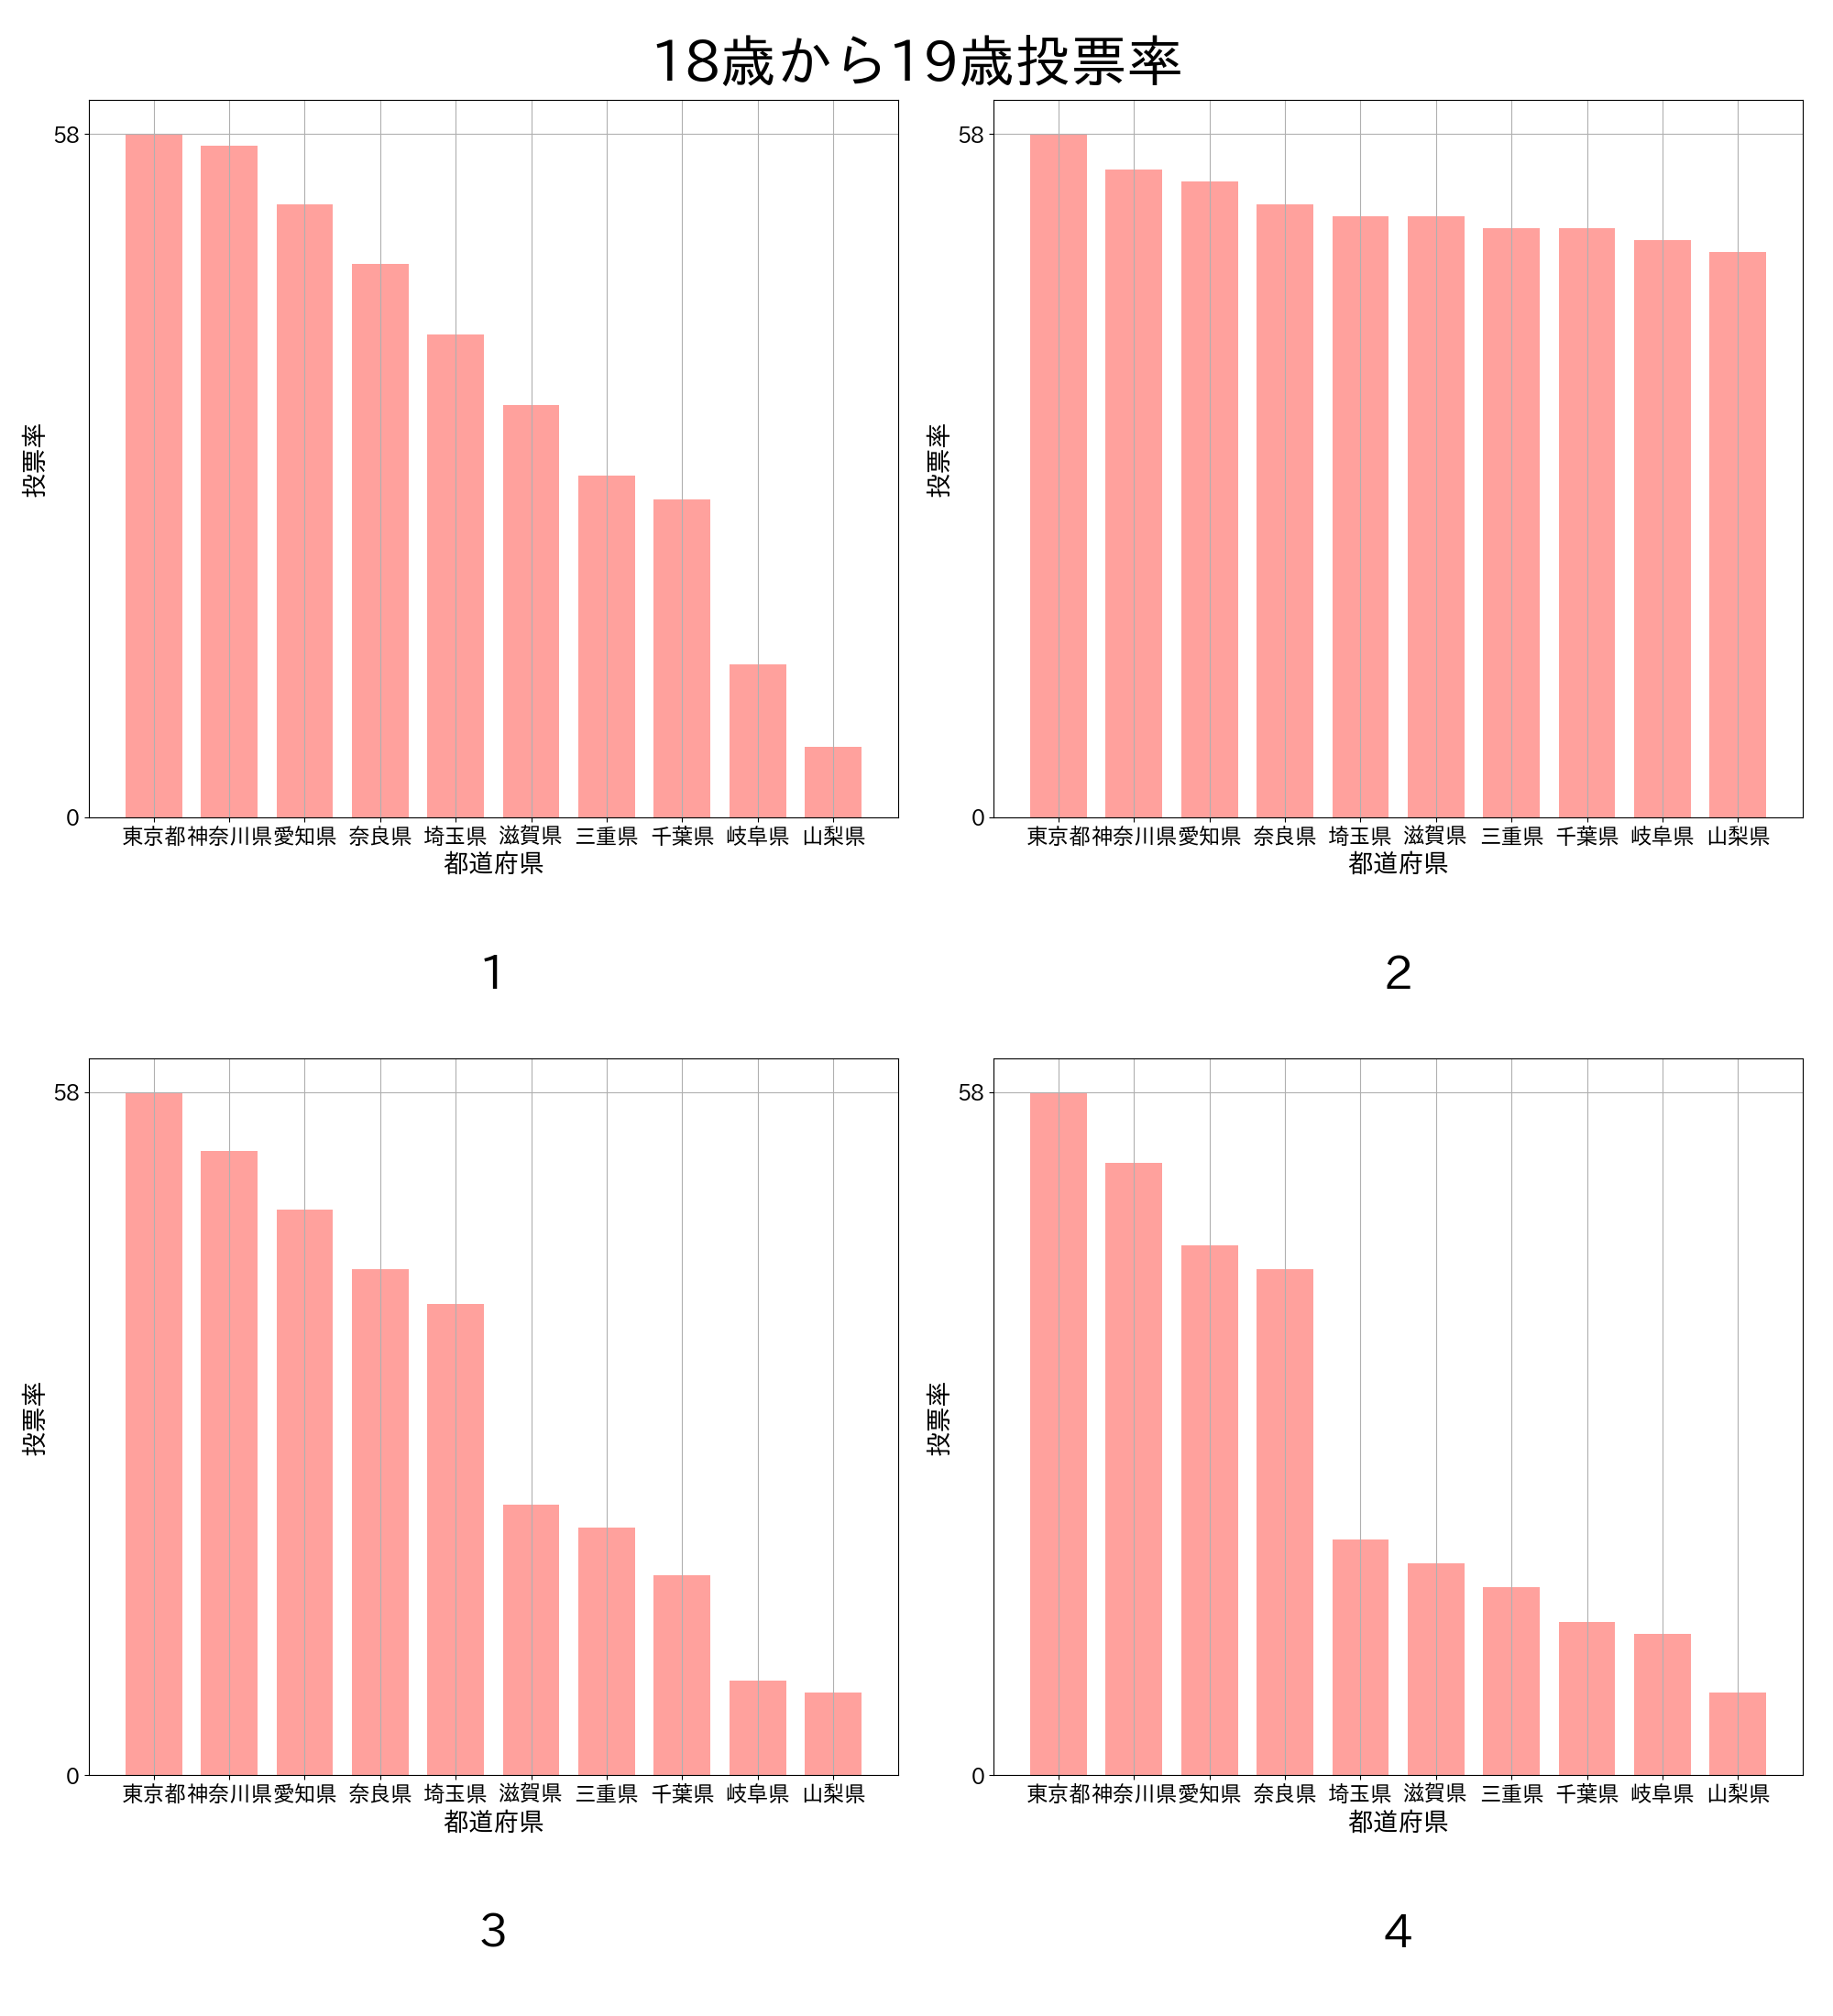 18歳から19歳投票率
58
0
投票率
東京都 神奈川県 愛知県 奈良県 埼玉県 滋賀県 三重県 千葉県 岐阜県 山梨県
都道府県
1
58
0
投票率
東京都 神奈川県 愛知県 奈良県 埼玉県 滋賀県 三重県 千葉県 岐阜県 山梨県
都道府県
2
58
0
投票率
東京都 神奈川県 愛知県 奈良県 埼玉県 滋賀県 三重県 千葉県 岐阜県 山梨県
都道府県
3
58
0
投票率
東京都 神奈川県 愛知県 奈良県 埼玉県 滋賀県 三重県 千葉県 岐阜県 山梨県
都道府県
4